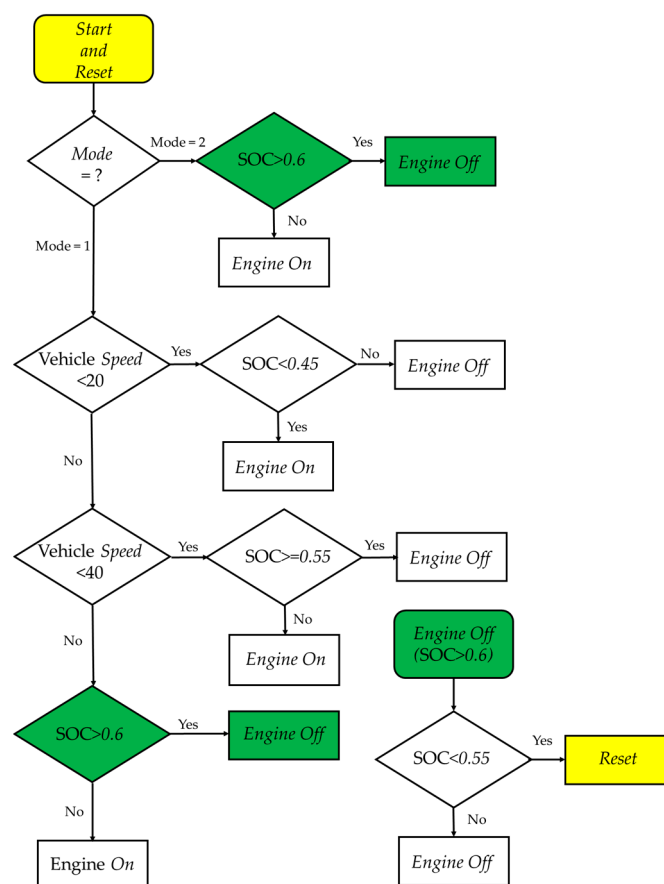 Start
and
Reset
Mode
= ?
Mode = 2
SOC>0.6
Yes
Engine Off
No
Engine On
Mode = 1
Vehicle Speed
<20
Yes
SOC<0.45
No
Engine Off
Yes
Engine On
No
Vehicle Speed
<40
Yes
SOC>=0.55
Yes
Engine Off
No
Engine On
No
SOC>0.6
Yes
Engine Off
No
Engine On
Engine Off
(SOC>0.6)
SOC<0.55
Yes
Reset
No
Engine Off